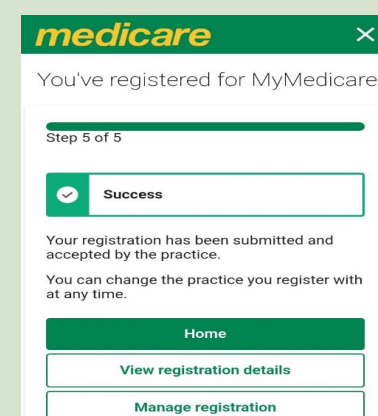 medicare
You've registered for MyMedicare
Step 5 of 5
Success
Your registration has been submitted and
accepted by the practice.
You can change the practice you register with
at any time.
Home
View registration details
Manage registration